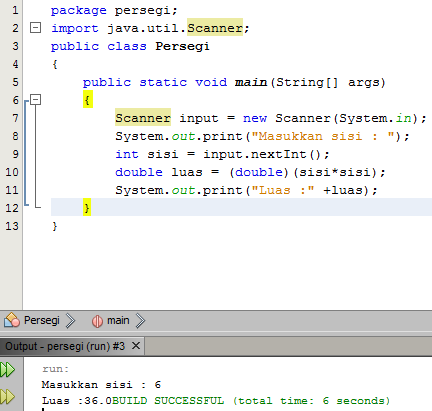 1 package persegi;
2 import java.util.Scanner;
3 public class Persegi
4 {
5 public static void main(String[] args)
6 {
7 Scanner input = new Scanner(System.in);
8 System.out.print("Masukkan sisi : ");
9 int sisi = input.nextInt();
10 double luas = (double)(sisi*sisi);
11 System.out.print("Luas :" +luas);
12 }
13 }
Persegi main
Output - persegi (run) #3
run:
Masukkan sisi : 6
Luas :36.0BUILD SUCCESSFUL (total time: 6 seconds)